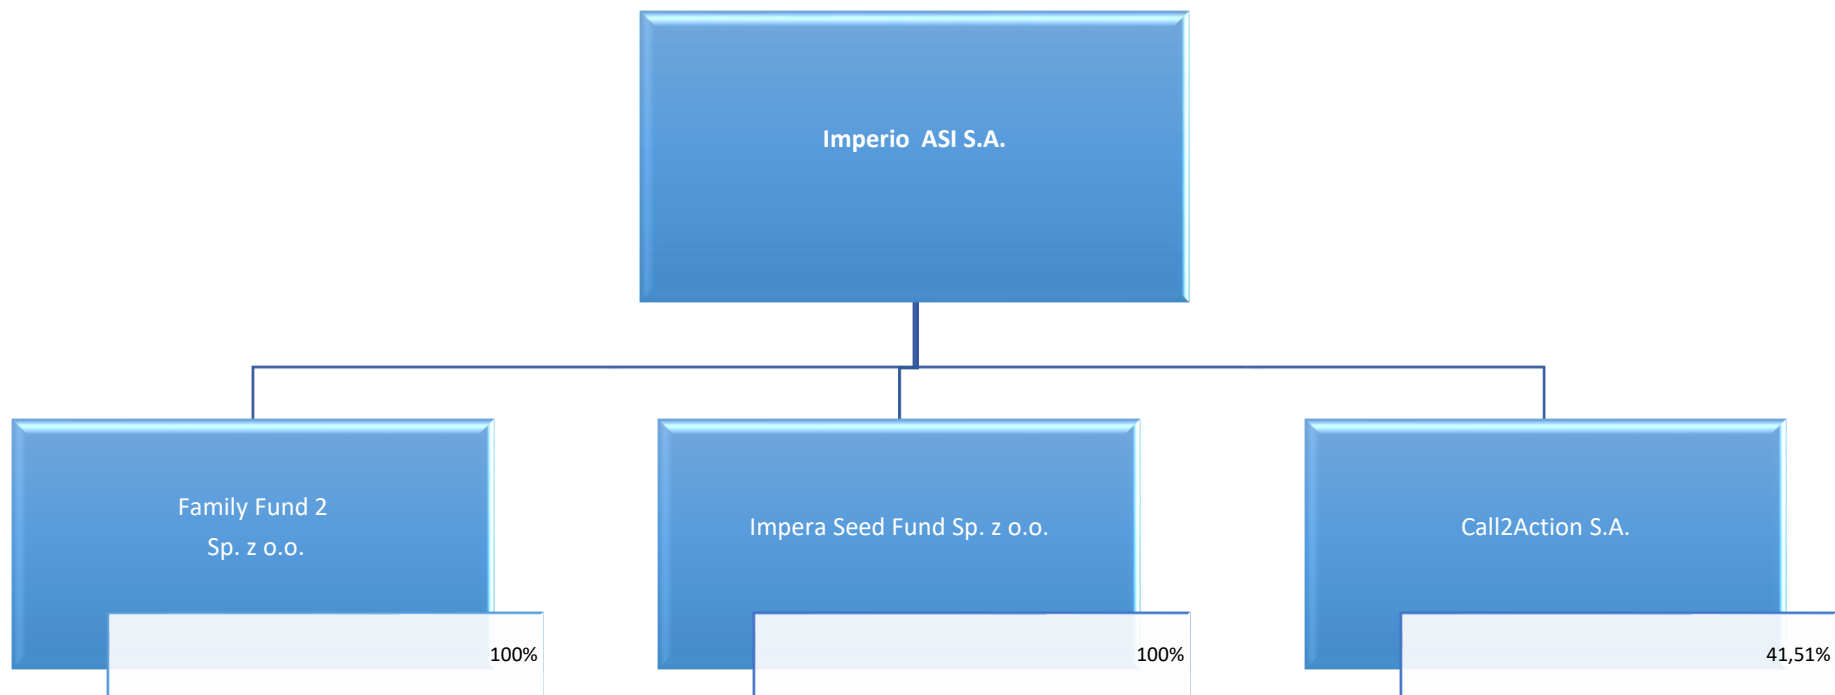 Imperio ASI S.A.
Family Fund 2
Sp. z o.o.
Impera Seed Fund Sp. z o.o.
Call2Action S.A.
100%
100%
41,51%